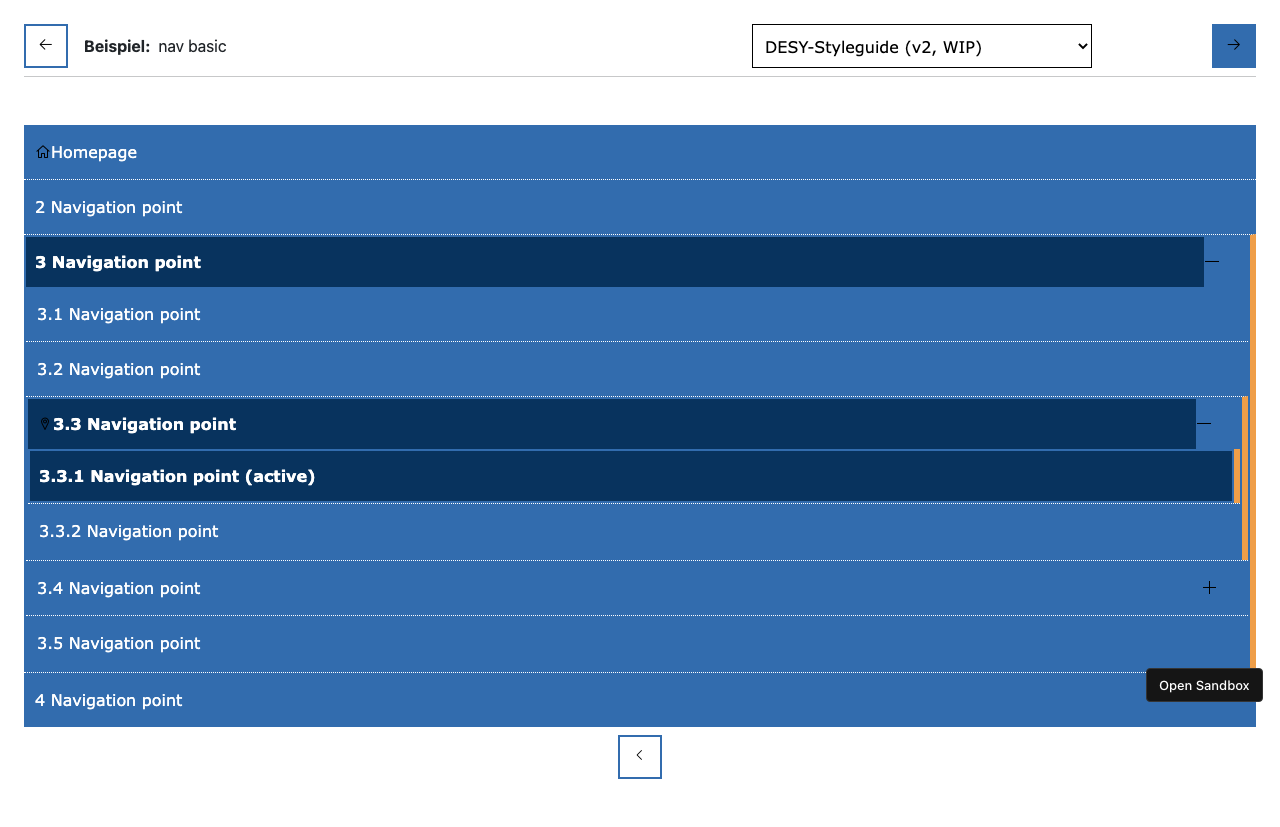 Beispiel: nav basic
DESY-Styleguide (v2, WIP)
Homepage
2 Navigation point
3 Navigation point
3.1 Navigation point
3.2 Navigation point
3.3 Navigation point
3.3.1 Navigation point (active)
3.3.2 Navigation point
3.4 Navigation point
3.5 Navigation point
Open Sandbox
4 Navigation point